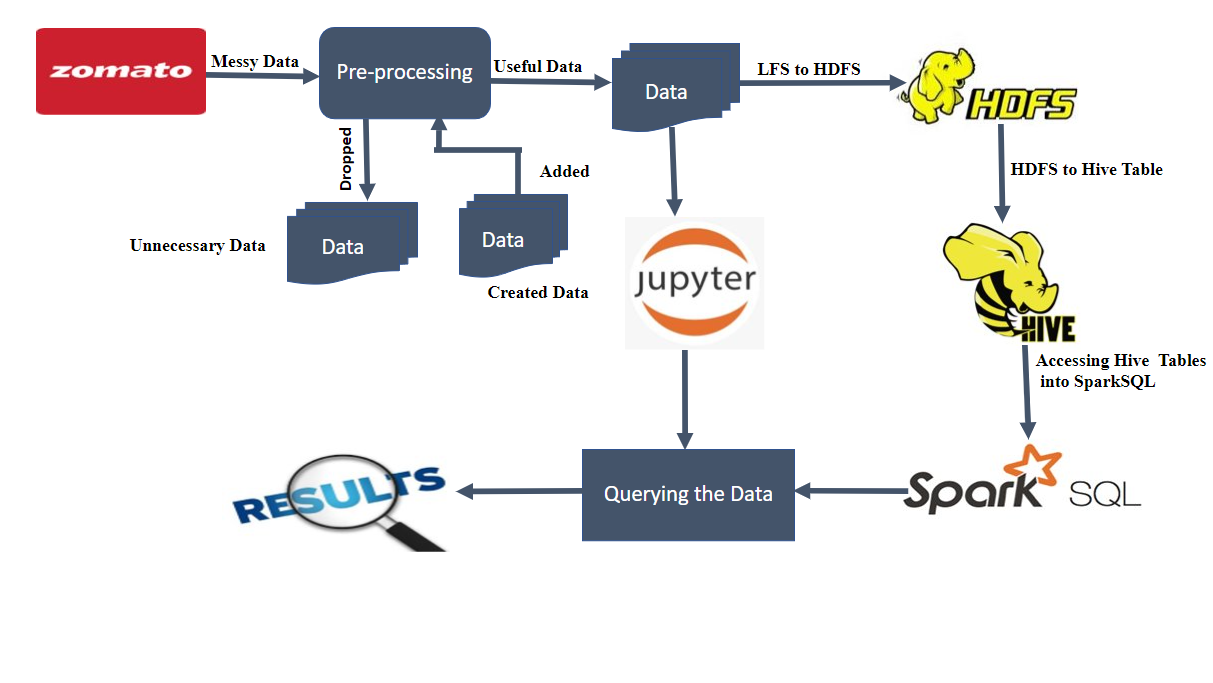 zomato
Messy Data
Pre-processing
Useful Data
Data
LFS to HDFS
HDFS
Dropped
Added
HDFS to Hive Table
Unnecessary Data
Data
Data
Created Data
jupyter
HIVE
Accessing Hive Tables
into SparkSQL
RESULTS
Querying the Data
Spark SQL